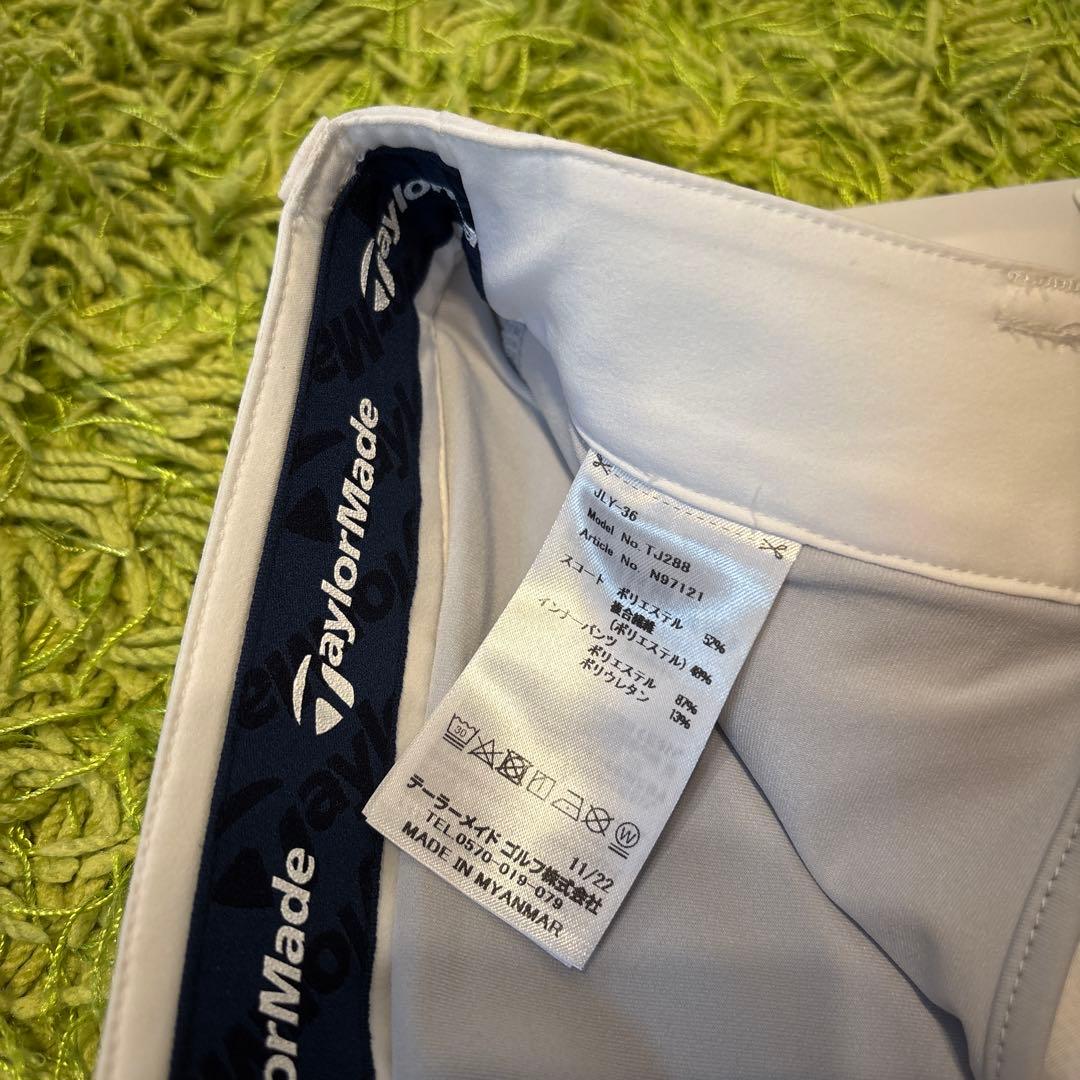 Taylor
TaylorMade
orMade
JLY-36
Model No. TJ288
Article No. N97121
スコート
ポリエステル 52%
複合繊維
(ポリエステル) 48%
インナーパンツ
ポリエステル 87%
ポリウレタン 13%
30
W
11/22
テーラーメイド ゴルフ株式会社
TEL.0570-019-079
MADE IN MYANMAR